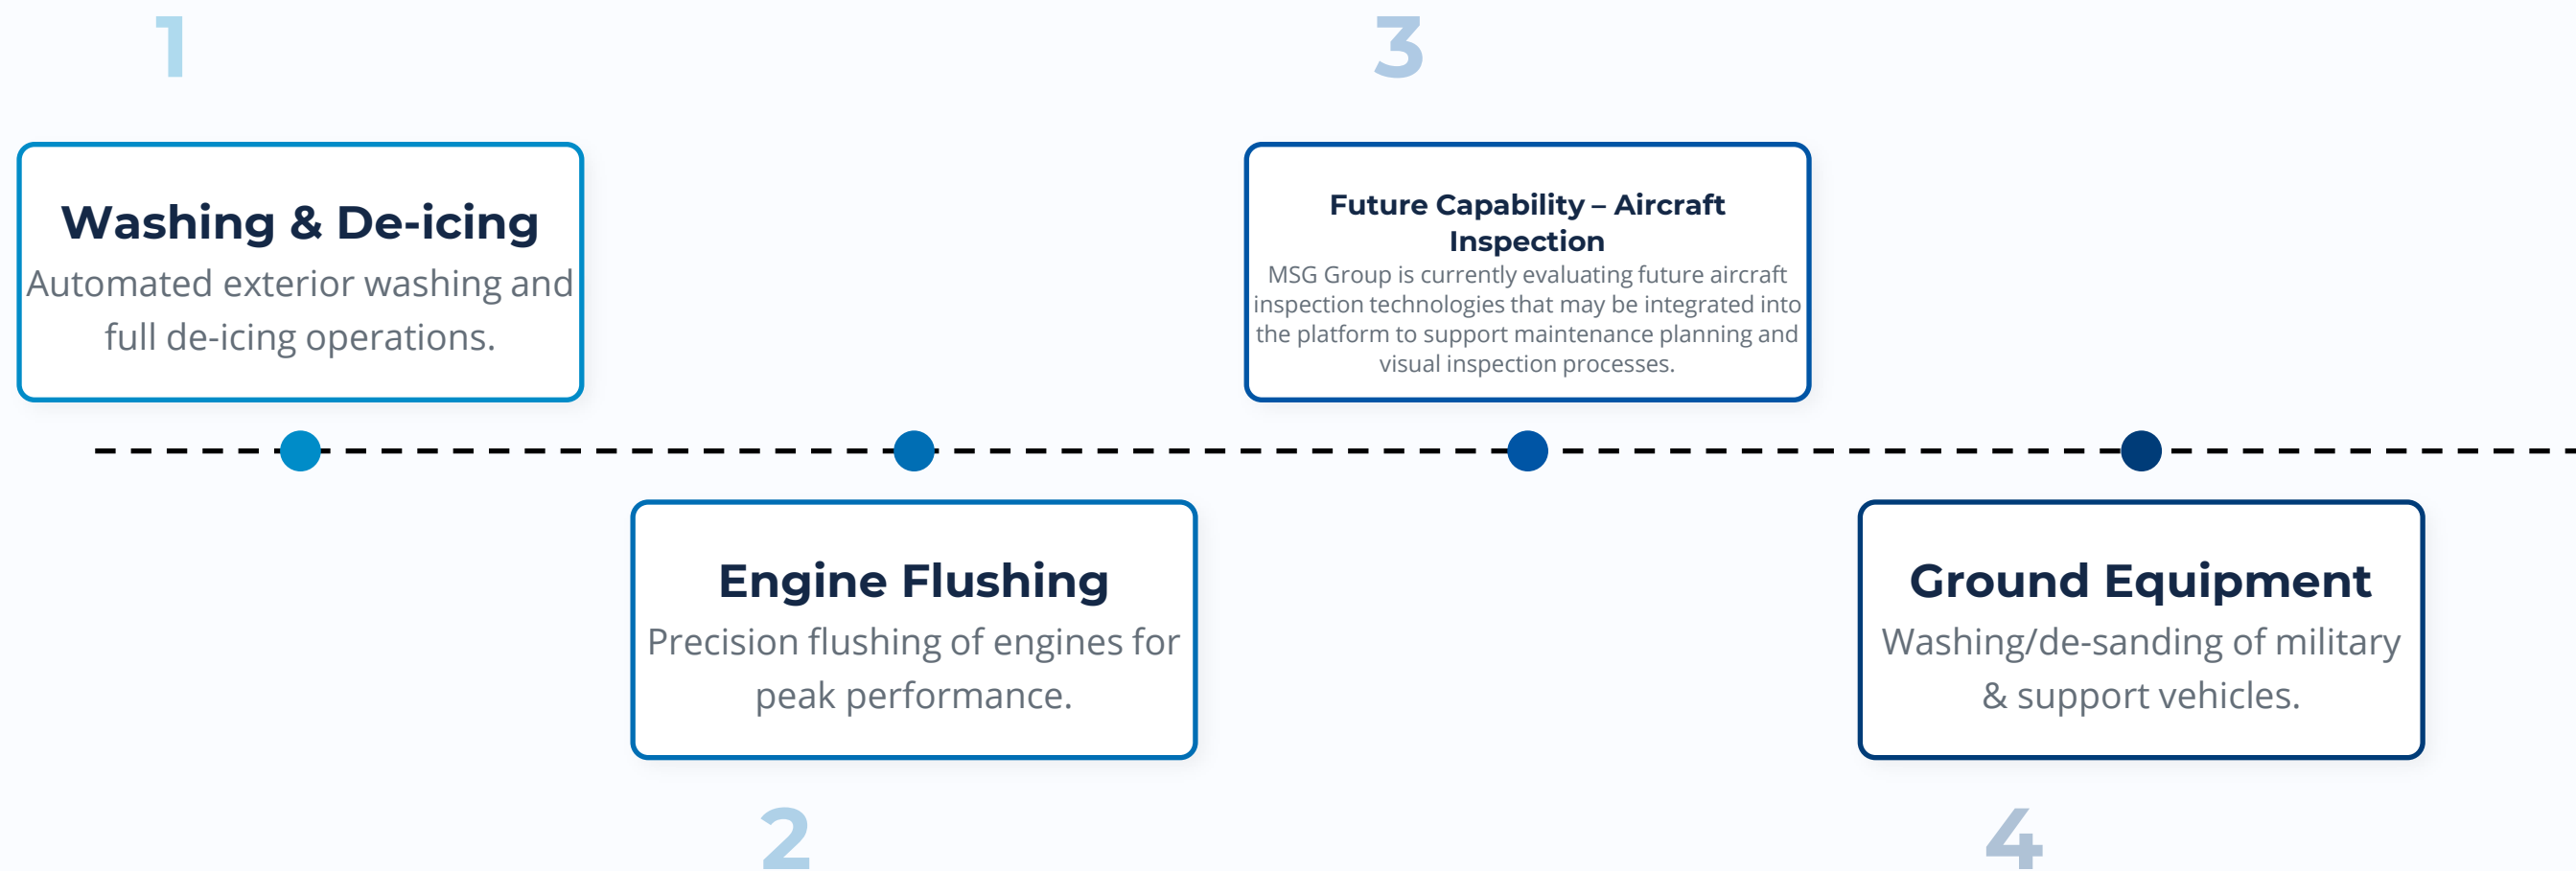 1
Washing & De-icing
Automated exterior washing and
full de-icing operations.
2
Engine Flushing
Precision flushing of engines for
peak performance.
3
Future Capability – Aircraft
Inspection
MSG Group is currently evaluating future aircraft
inspection technologies that may be integrated into
the platform to support maintenance planning and
visual inspection processes.
4
Ground Equipment
Washing/de-sanding of military
& support vehicles.